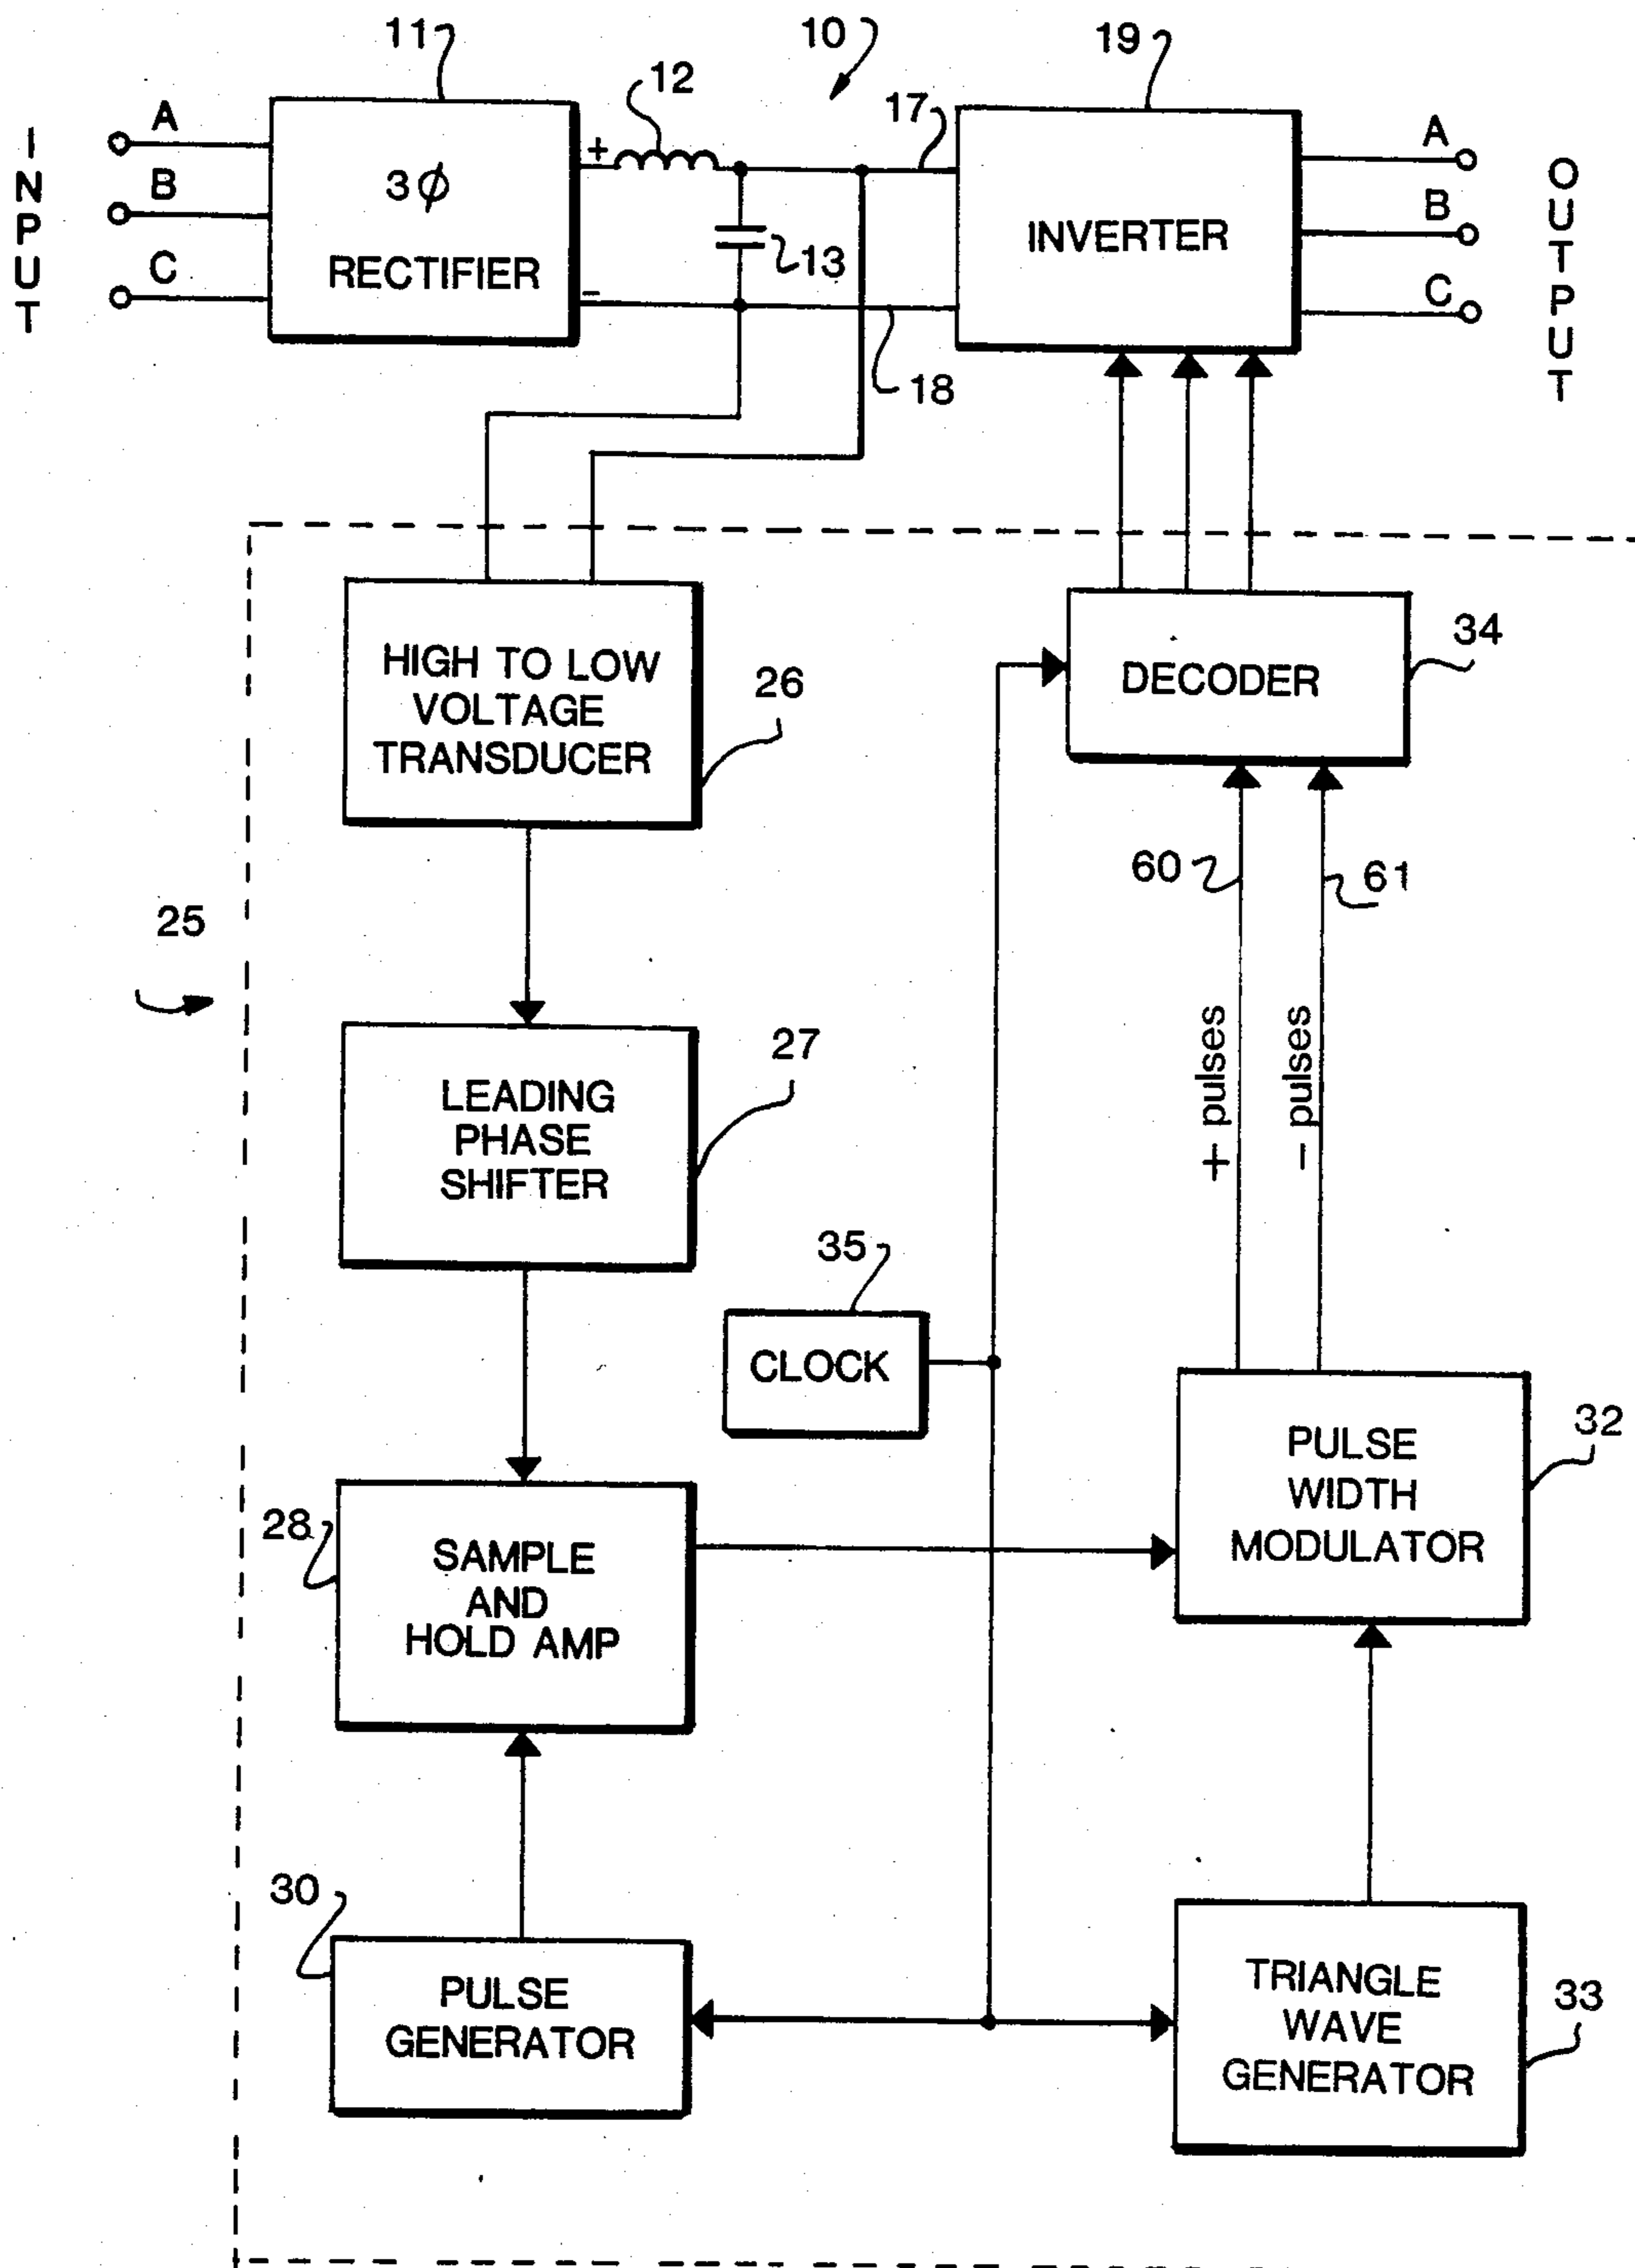 10
11
12
19
17
INPUT
A
B
C
3ϕ
RECTIFIER
+
−
13
18
INVERTER
A
B
C
OUTPUT
HIGH TO LOW
VOLTAGE
TRANSDUCER
26
DECODER
34
25
60
61
+ pulses
− pulses
LEADING
PHASE
SHIFTER
27
35
CLOCK
PULSE
WIDTH
MODULATOR
32
28
SAMPLE
AND
HOLD AMP
30
PULSE
GENERATOR
TRIANGLE
WAVE
GENERATOR
33